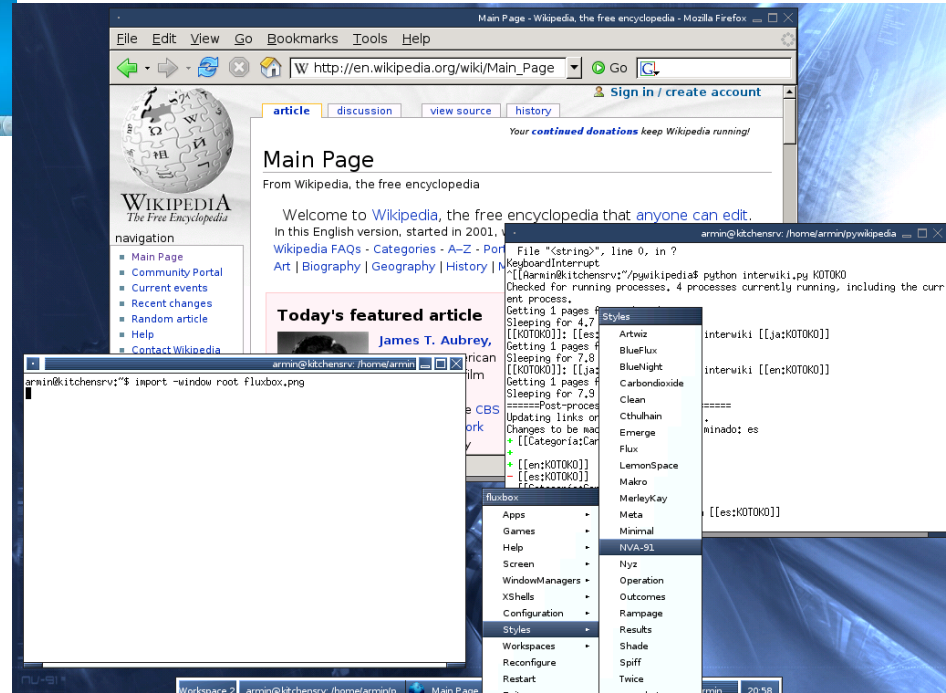 Main Page - Wikipedia, the free encyclopedia - Mozilla Firefox
File Edit View Go Bookmarks Tools Help
W http://en.wikipedia.org/wiki/Main_Page Go G
Sign in / create account
article discussion view source history
Your continued donations keep Wikipedia running!
Main Page
From Wikipedia, the free encyclopedia
Welcome to Wikipedia, the free encyclopedia that anyone can edit.
In this English version, started in 2001,
Wikipedia FAQs - Categories - A–Z -
Art | Biography | Geography | History |
Today's featured article
James T. Aubrey,
CBS
WIKIPEDIA
The Free Encyclopedia
navigation
Main Page
Community Portal
Current events
Recent changes
Random article
Help
Contact Wikipedia
armin@kitchensrv: /home/armin/pywikipedia
File "<string>", line 0, in ?
KeyboardInterrupt
^[[Aarmin@kitchensrv:~/pywikipedia$ python interwiki.py KOTOKO
Checked for running processes. 4 processes currently running, including the curr
ent process.
Getting 1 pages
Sleeping for 4.7
[[KOTOKO]]: [[es: interwiki [[ja:KOTOKO]]
Getting 1 pages
Sleeping for 7.8
[[KOTOKO]]: [[ja: interwiki [[en:KOTOKO]]
Getting 1 pages
Sleeping for 7.9
======Post-proces =====
Updating links on .
Changes to be mad minado: es
+ [[Categoría:Can
+
+ [[en:KOTOKO]]
- [[es:KOTOKO]]
[[es:KOTOKO]]
armin@kitchensrv: /home/armin
armin@kitchensrv:~$ import -window root fluxbox.png
fluxbox
Apps
Games
Help
Screen
WindowManagers
XShells
Configuration
Styles
Workspaces
Reconfigure
Restart
Styles
Artwiz
BlueFlux
BlueNight
Carbondioxide
Clean
Cthulhain
Emerge
Flux
LemonSpace
Makro
MerleyKay
Meta
Minimal
NVA-91
Nyz
Operation
Outcomes
Rampage
Results
Shade
Spiff
Twice
Workspace 2 armin@kitchensrv: /home/armin/p Main Page rmin 20:58